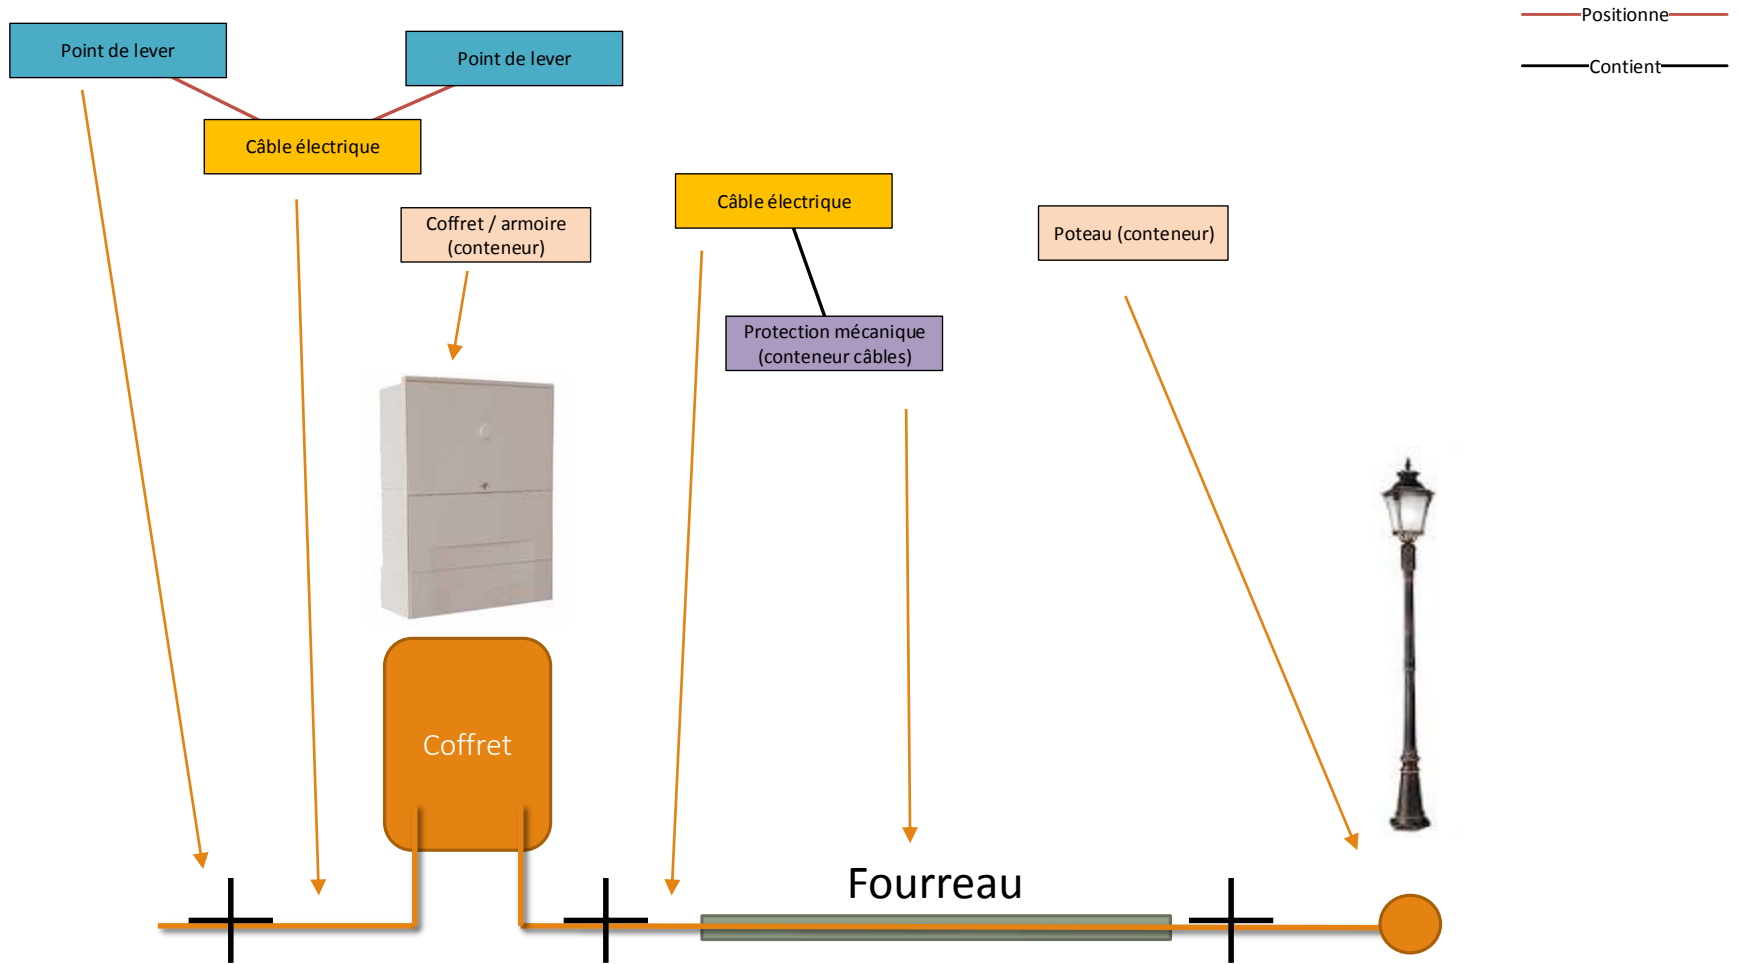 Positionne
Point de lever
Point de lever
Contient
Câble électrique
Câble électrique
Coffret / armoire
(conteneur)
Poteau (conteneur)
Protection mécanique
(conteneur câbles)
Coffret
Fourreau